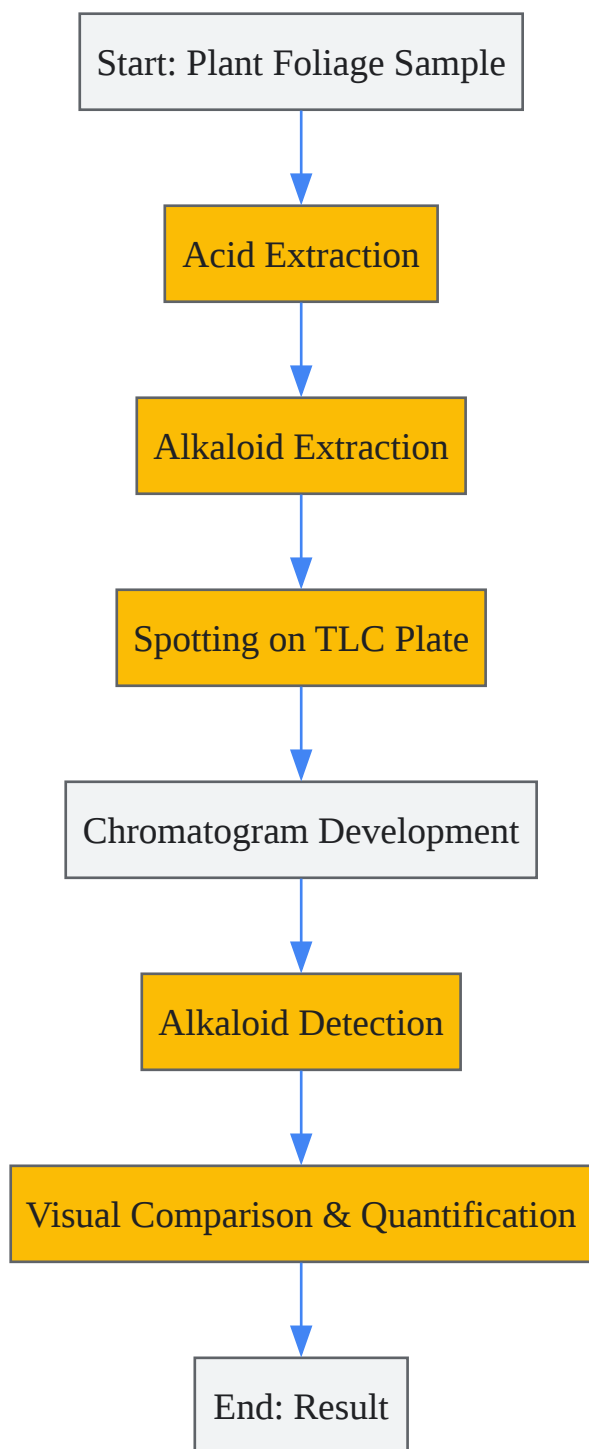 Start: Plant Foliage Sample
Acid Extraction
Alkaloid Extraction
Spotting on TLC Plate
Chromatogram Development
Alkaloid Detection
Visual Comparison & Quantification
End: Result